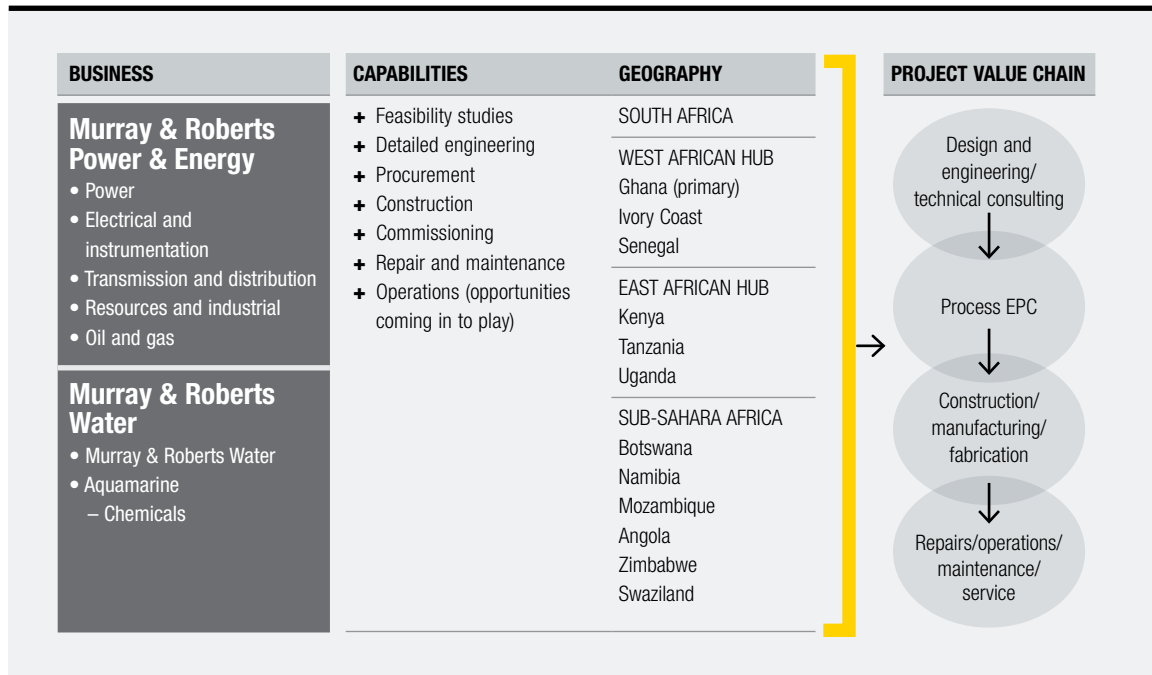 BUSINESS
Murray & Roberts
Power & Energy
• Power
• Electrical and
instrumentation
• Transmission and distribution
• Resources and industrial
• Oil and gas
Murray & Roberts
Water
• Murray & Roberts Water
• Aquamarine
– Chemicals
CAPABILITIES
+ Feasibility studies
+ Detailed engineering
+ Procurement
+ Construction
+ Commissioning
+ Repair and maintenance
+ Operations (opportunities
coming in to play)
GEOGRAPHY
SOUTH AFRICA
WEST AFRICAN HUB
Ghana (primary)
Ivory Coast
Senegal
EAST AFRICAN HUB
Kenya
Tanzania
Uganda
SUB-SAHARA AFRICA
Botswana
Namibia
Mozambique
Angola
Zimbabwe
Swaziland
PROJECT VALUE CHAIN
Design and
engineering/
technical consulting
Process EPC
Construction/
manufacturing/
fabrication
Repairs/operations/
maintenance/
service